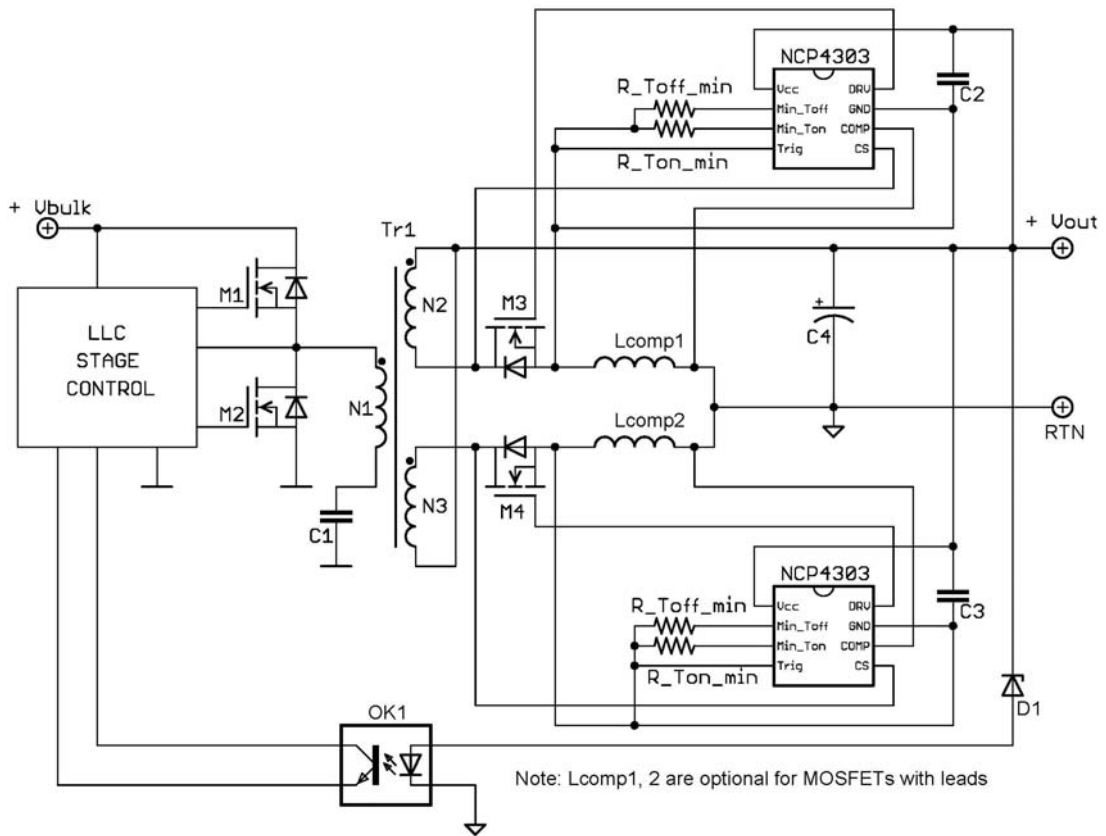 NCP4303
R_Toff_min
Vcc
DRV
C2
Min_Toff
GND
Min_Ton
COMP
R_Ton_min
Trig
CS
+ Vbulk
Tr1
+ Vout
M1
N2
M3
+
C4
LLC
STAGE
CONTROL
Lcomp1
M2
N1
Lcomp2
RTN
N3
M4
C1
NCP4303
R_Toff_min
Vcc
DRV
C3
Min_Toff
GND
Min_Ton
COMP
R_Ton_min
Trig
CS
D1
OK1
Note: Lcomp1, 2 are optional for MOSFETs with leads